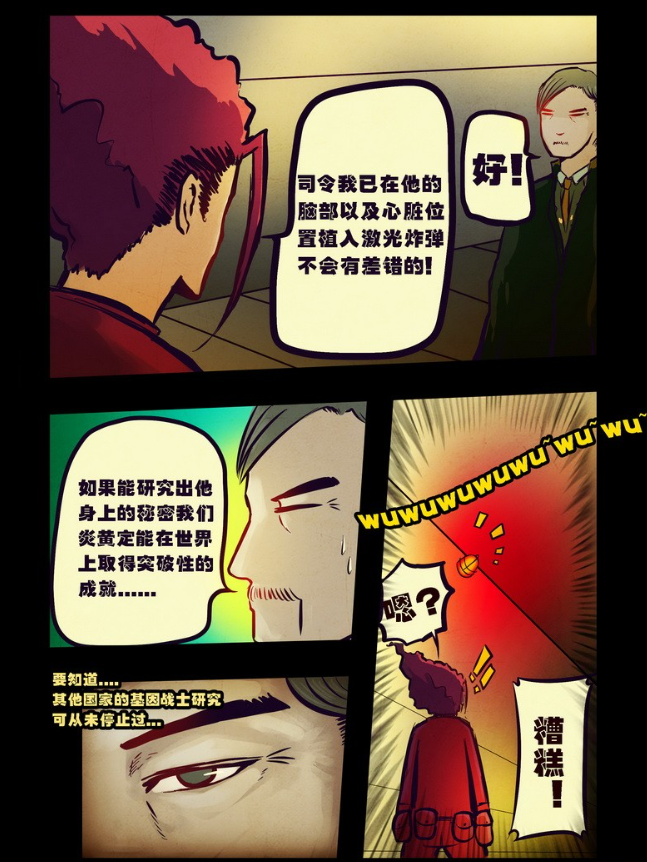 司令我已在他的
脑部以及心脏位
置植入激光炸弹
不会有差错的!
好!
如果能研究出他
身上的秘密我们
炎黄定能在世界
上取得突破性的
成就......
wuwuwuwuwuwu~wu~wu~
嗯?
要知道....
其他国家的基因战士研究
可从未停止过...
糟糕!